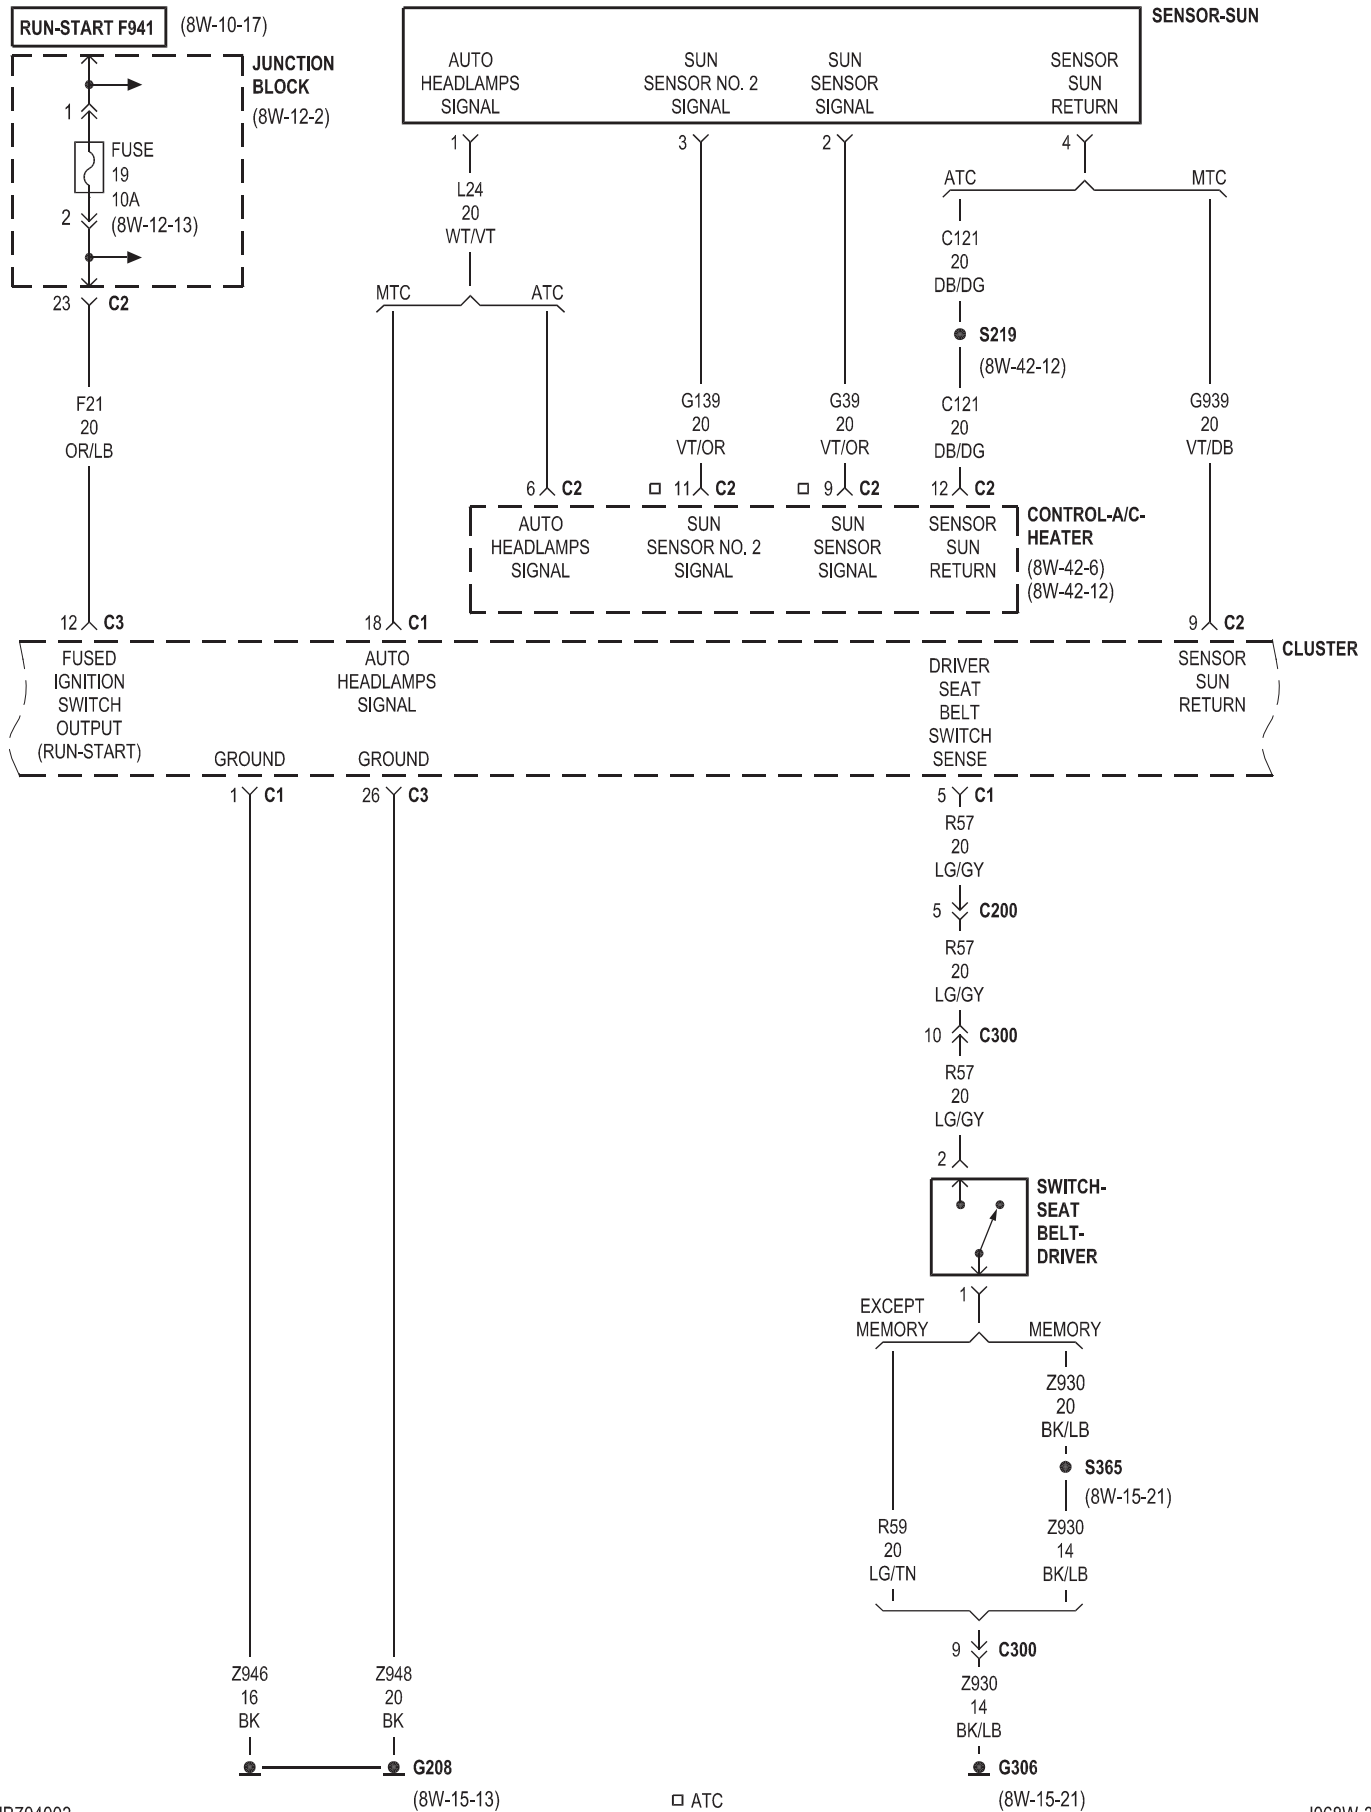 RUN-START F941
(8W-10-17)
SENSOR-SUN
JUNCTION
BLOCK
(8W-12-2)
1
FUSE
19
10A
(8W-12-13)
2
23
C2
F21
20
OR/LB
AUTO
HEADLAMPS
SIGNAL
SUN
SENSOR NO. 2
SIGNAL
SUN
SENSOR
SIGNAL
SENSOR
SUN
RETURN
1
3
2
4
L24
20
WT/VT
MTC
ATC
ATC
MTC
C121
20
DB/DG
S219
(8W-42-12)
G139
20
VT/OR
G39
20
VT/OR
C121
20
DB/DG
G939
20
VT/DB
6
C2
11
C2
9
C2
12
C2
AUTO
HEADLAMPS
SIGNAL
SUN
SENSOR NO. 2
SIGNAL
SUN
SENSOR
SIGNAL
SENSOR
SUN
RETURN
CONTROL-A/C-
HEATER
(8W-42-6)
(8W-42-12)
12
C3
18
C1
9
C2
CLUSTER
FUSED
IGNITION
SWITCH
OUTPUT
(RUN-START)
AUTO
HEADLAMPS
SIGNAL
DRIVER
SEAT
BELT
SWITCH
SENSE
SENSOR
SUN
RETURN
GROUND
GROUND
1
C1
26
C3
5
C1
R57
20
LG/GY
5
C200
R57
20
LG/GY
10
C300
R57
20
LG/GY
2
SWITCH-
SEAT
BELT-
DRIVER
1
EXCEPT
MEMORY
MEMORY
Z930
20
BK/LB
S365
(8W-15-21)
R59
20
LG/TN
Z930
14
BK/LB
9
C300
Z946
16
BK
Z948
20
BK
Z930
14
BK/LB
G208
(8W-15-13)
G306
(8W-15-21)
ATC